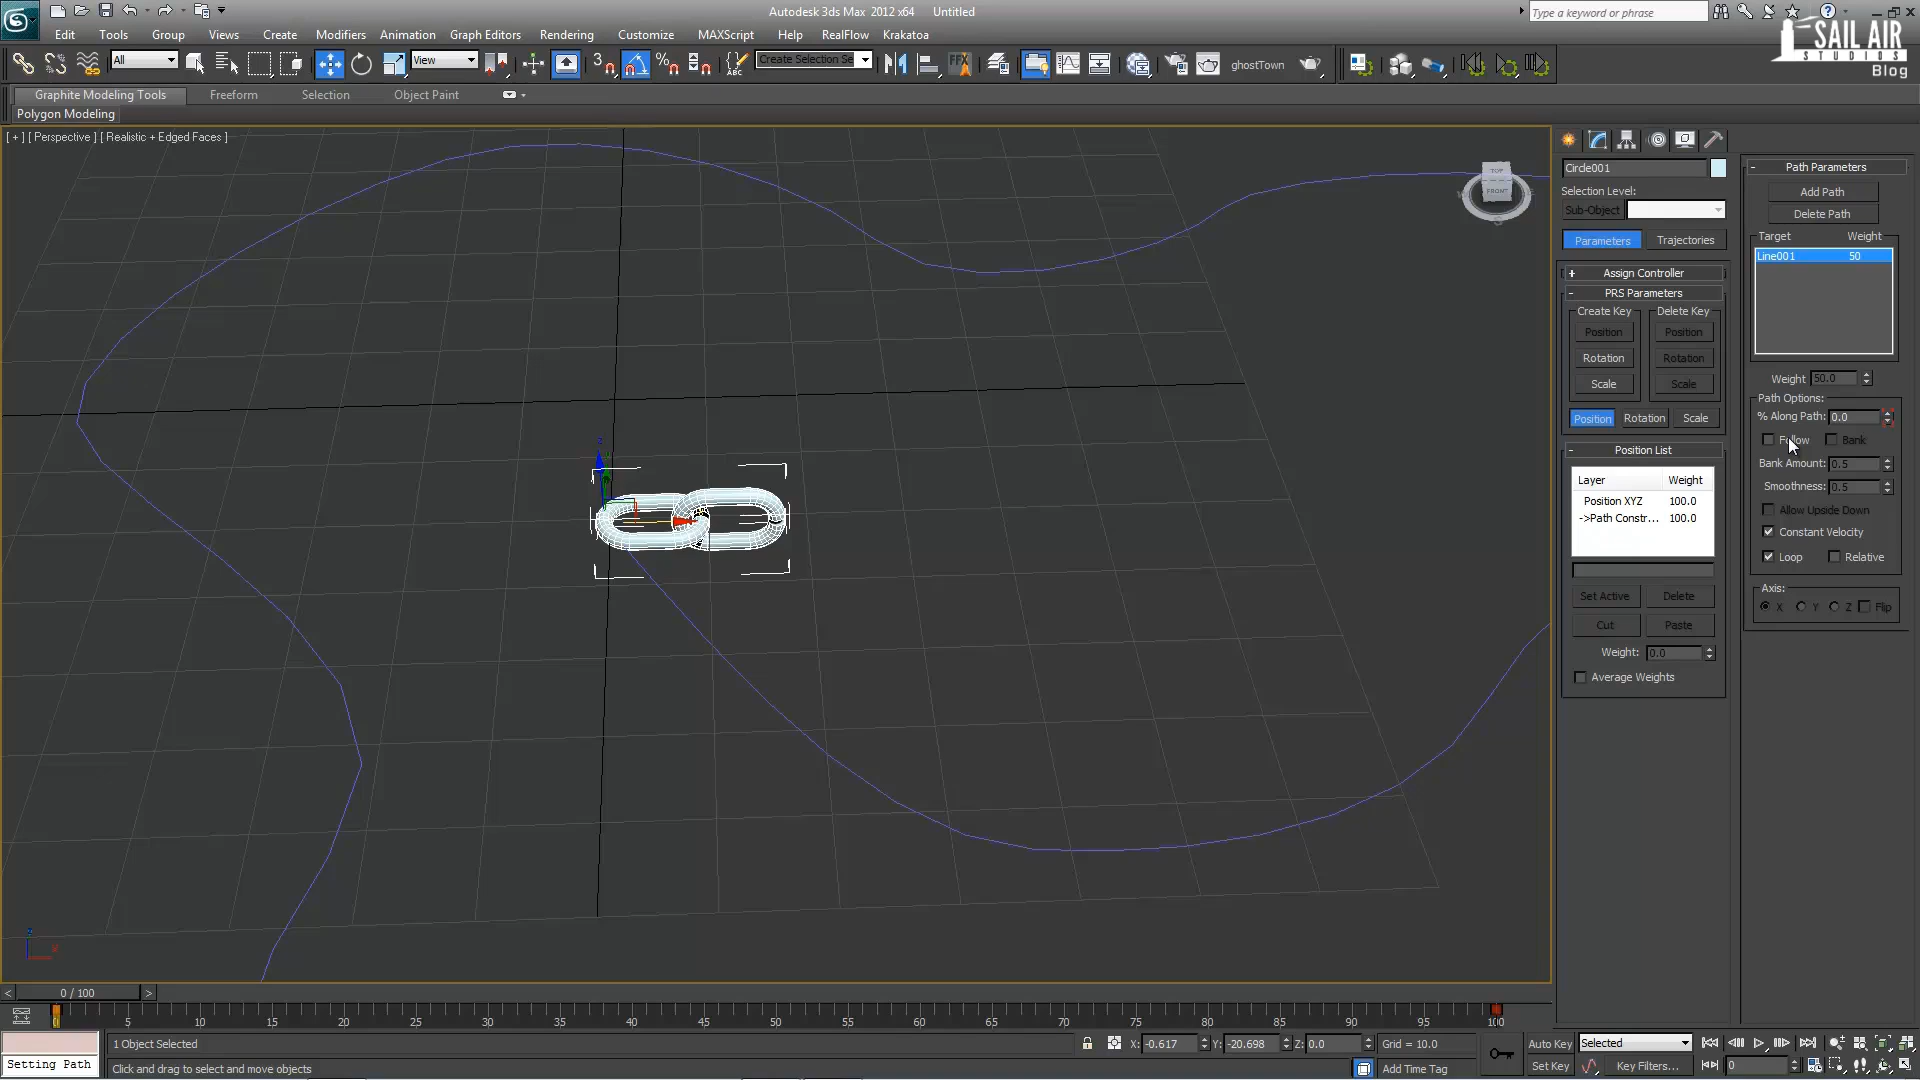 Autodesk 3ds Max 2012 x64 Untitled
Type a keyword or phrase
Edit Tools Group Views Create Modifiers Animation Graph Editors Rendering Customize MAXScript Help RealFlow Krakatoa
SAIL AIR
STUDIOS
Blog
All View 3 Create Selection Se ghostTown
Graphite Modeling Tools Freeform Selection Object Paint
Polygon Modeling
[ + ] [ Perspective ] [ Realistic + Edged Faces ]
TOP
FRONT
Circle001
Selection Level:
Sub-Object
Parameters Trajectories
+ Assign Controller
- PRS Parameters
Create Key Delete Key
Position Position
Rotation Rotation
Scale Scale
Position Rotation Scale
- Position List
Layer Weight
Position XYZ 100.0
->Path Constr... 100.0
Set Active Delete
Cut Paste
Weight: 0.0
Average Weights
- Path Parameters
Add Path
Delete Path
Target Weight
Line001 50
Weight 50.0
Path Options:
% Along Path: 0.0
Follow Bank
Bank Amount: 0.5
Smoothness: 0.5
Allow Upside Down
Constant Velocity
Loop Relative
Axis:
X Y Z Flip
z
z
x
< 0 / 100 >
0 5 10 15 20 25 30 35 40 45 50 55 60 65 70 75 80 85 90 95 100
1 Object Selected X: -0.617 Y: -20.698 Z: 0.0 Grid = 10.0 Auto Key Selected
Setting Path Click and drag to select and move objects Add Time Tag Set Key Key Filters... 0